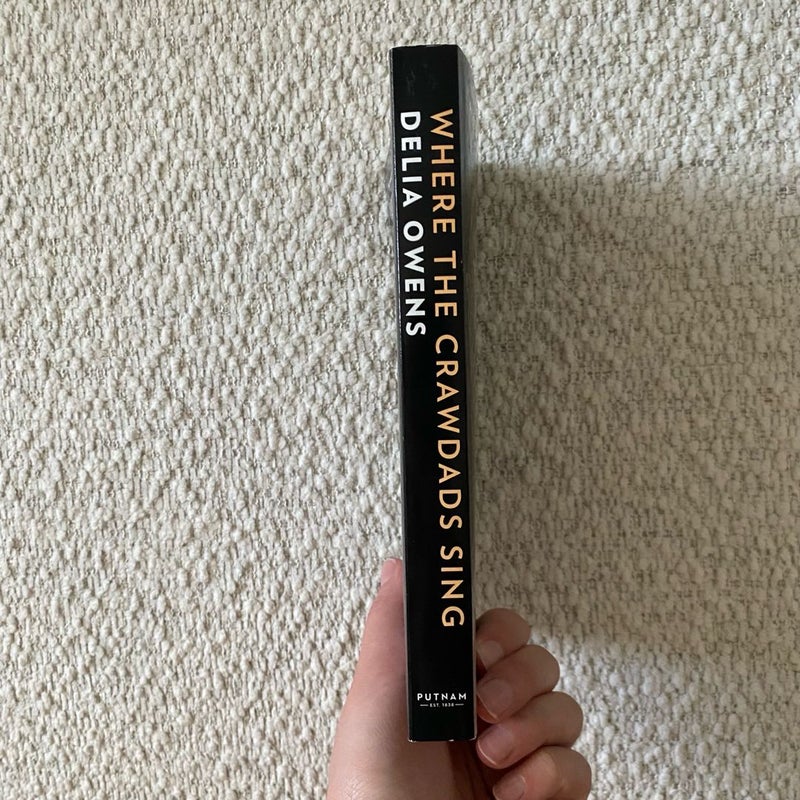 WHERE THE CRAWDADS SING
DELIA OWENS
PUTNAM
EST. 1838